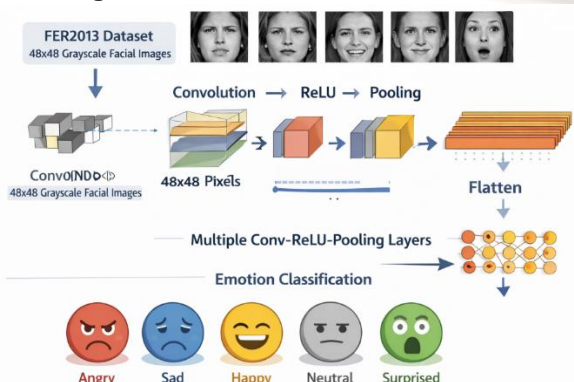 FER2013 Dataset
48x48 Grayscale Facial Images
Convolution → ReLU → Pooling
48x48 Grayscale Facial Images
48x48 Pixels
Flatten
Multiple Conv-ReLU-Pooling Layers
Emotion Classification
Angry Sad Happy Neutral Surprised